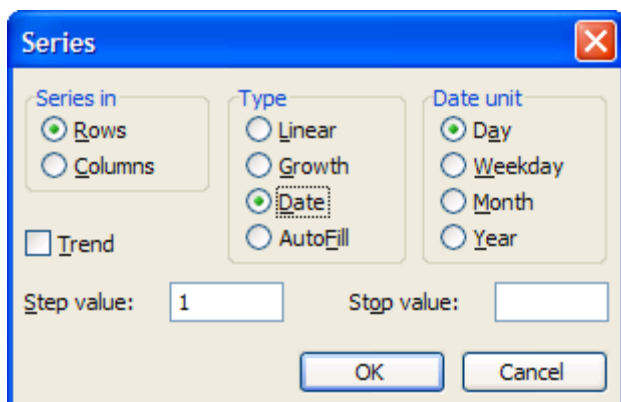 Series
Series in
Rows
Columns
Trend
Type
Linear
Growth
Date
AutoFill
Date unit
Day
Weekday
Month
Year
Step value: 1
Stop value:
OK
Cancel